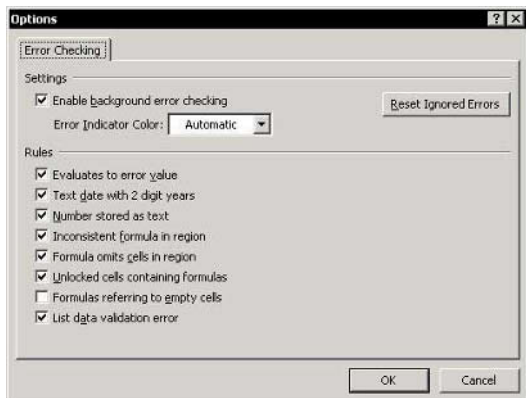 Options
Error Checking
Settings
Enable background error checking
Reset Ignored Errors
Error Indicator Color: Automatic
Rules
Evaluates to error value
Text date with 2 digit years
Number stored as text
Inconsistent formula in region
Formula omits cells in region
Unlocked cells containing formulas
Formulas referring to empty cells
List data validation error
OK
Cancel